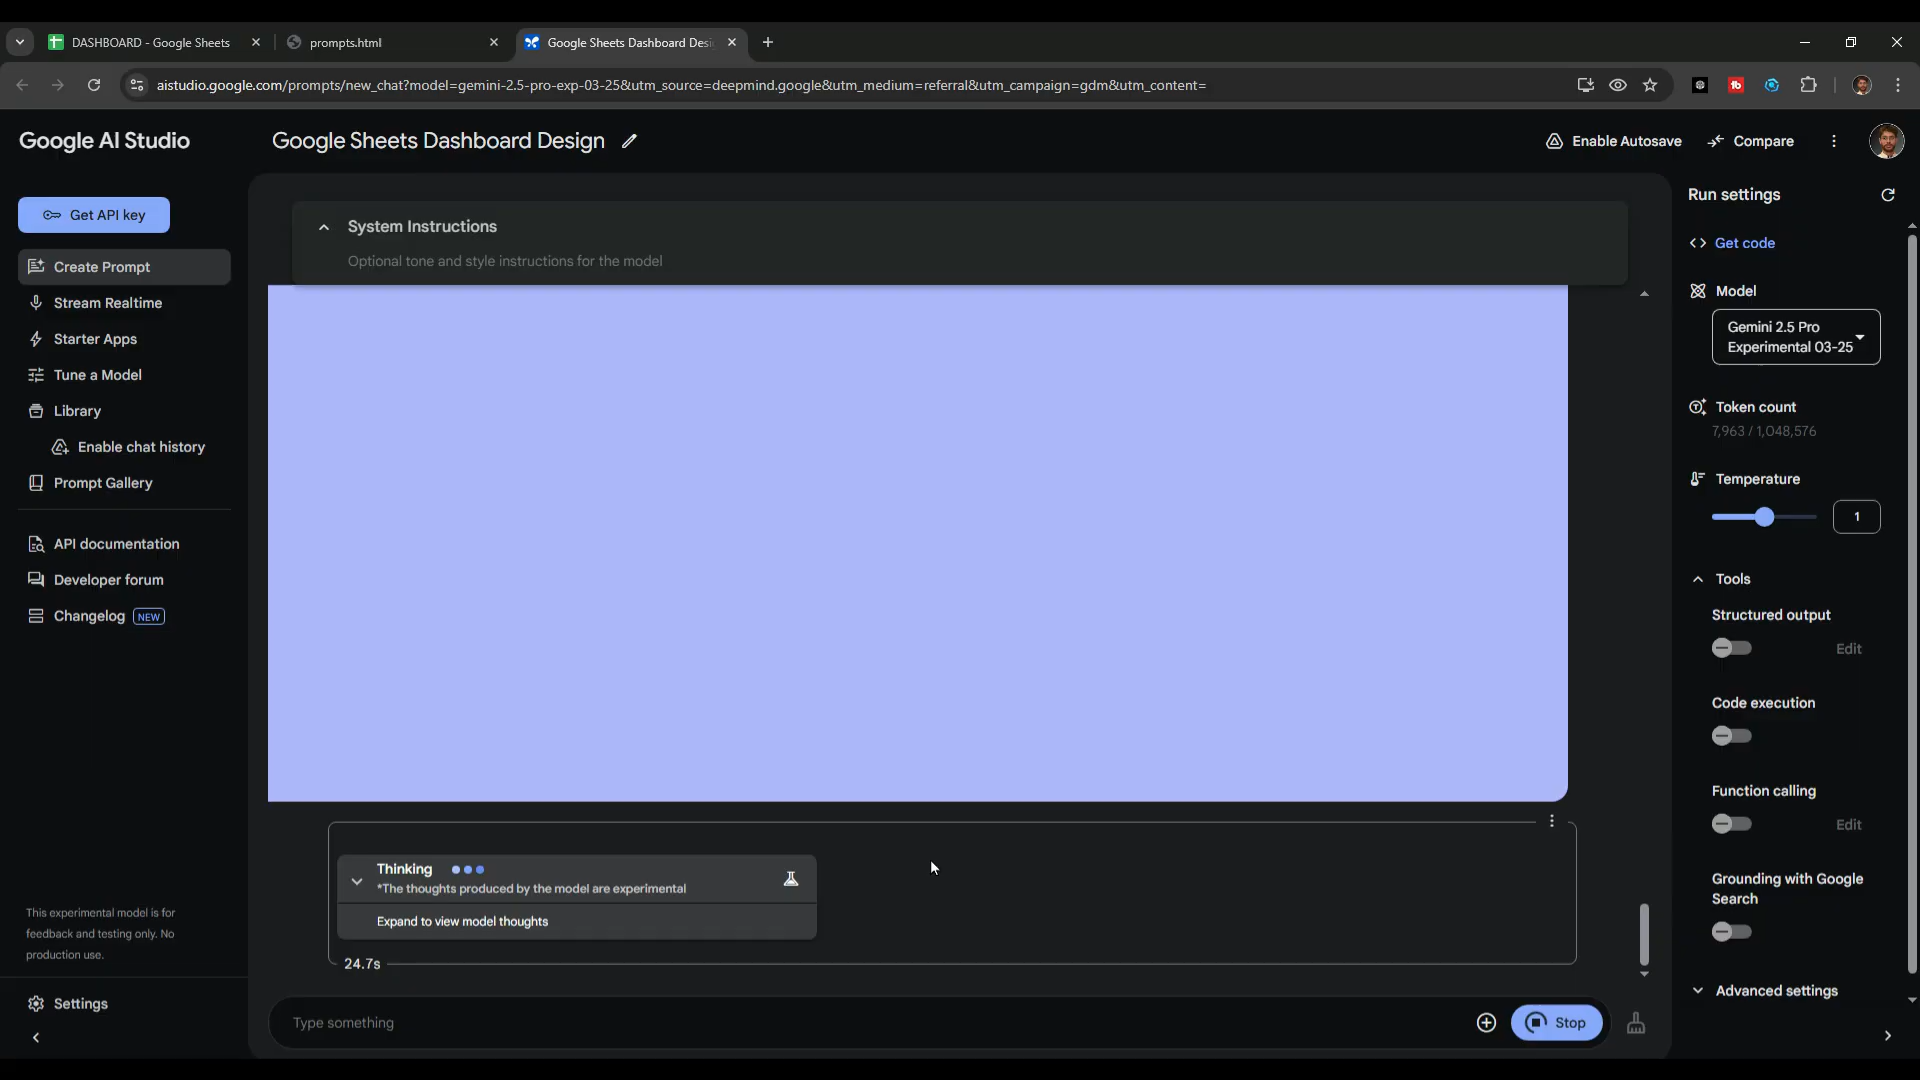 DASHBOARD - Google Sheets
prompts.html
Google Sheets Dashboard Desi
aistudio.google.com/prompts/new_chat?model=gemini-2.5-pro-exp-03-25&utm_source=deepmind.google&utm_medium=referral&utm_campaign=gdm&utm_content=
Google AI Studio
Google Sheets Dashboard Design
Enable Autosave
Compare
Get API key
Create Prompt
Stream Realtime
Starter Apps
Tune a Model
Library
Enable chat history
Prompt Gallery
API documentation
Developer forum
Changelog NEW
This experimental model is for
feedback and testing only. No
production use.
Settings
System Instructions
Optional tone and style instructions for the model
Thinking
*The thoughts produced by the model are experimental
Expand to view model thoughts
24.7s
Type something
Stop
Run settings
Get code
Model
Gemini 2.5 Pro
Experimental 03-25
Token count
7,963 / 1,048,576
Temperature
1
Tools
Structured output
Edit
Code execution
Function calling
Edit
Grounding with Google
Search
Advanced settings